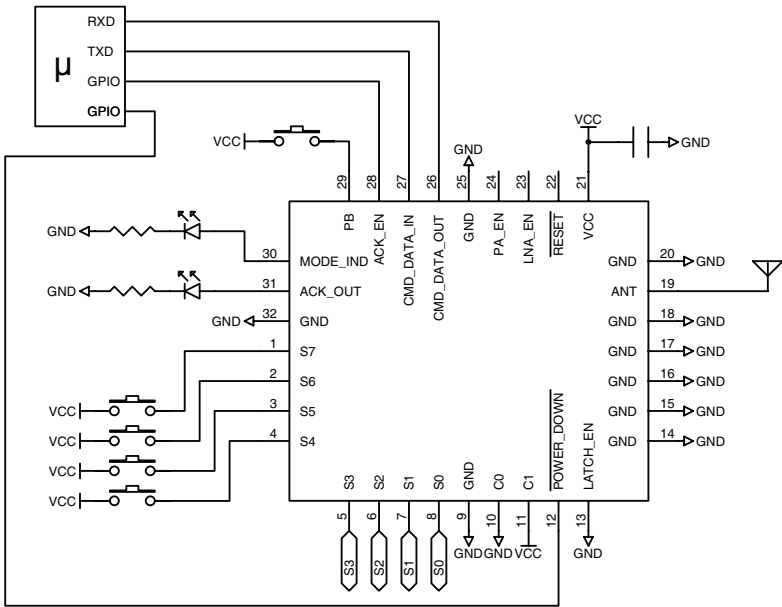 RXD
TXD
μ
GPIO
GPIO
VCC
GND
VCC
GND
29
28
27
26
25
24
23
22
21
PB
ACK_EN
CMD_DATA_IN
CMD_DATA_OUT
GND
PA_EN
LNA_EN
RESET
VCC
GND
30
MODE_IND
GND
20
GND
GND
31
ACK_OUT
ANT
19
GND
32
GND
GND
18
GND
1
S7
GND
17
GND
2
S6
GND
16
GND
VCC
3
S5
GND
15
GND
VCC
4
S4
GND
14
GND
VCC
VCC
S3
S2
S1
S0
GND
C0
C1
POWER_DOWN
LATCH_EN
5
6
7
8
9
10
11
12
13
S3
S2
S1
S0
GND
GND
VCC
GND